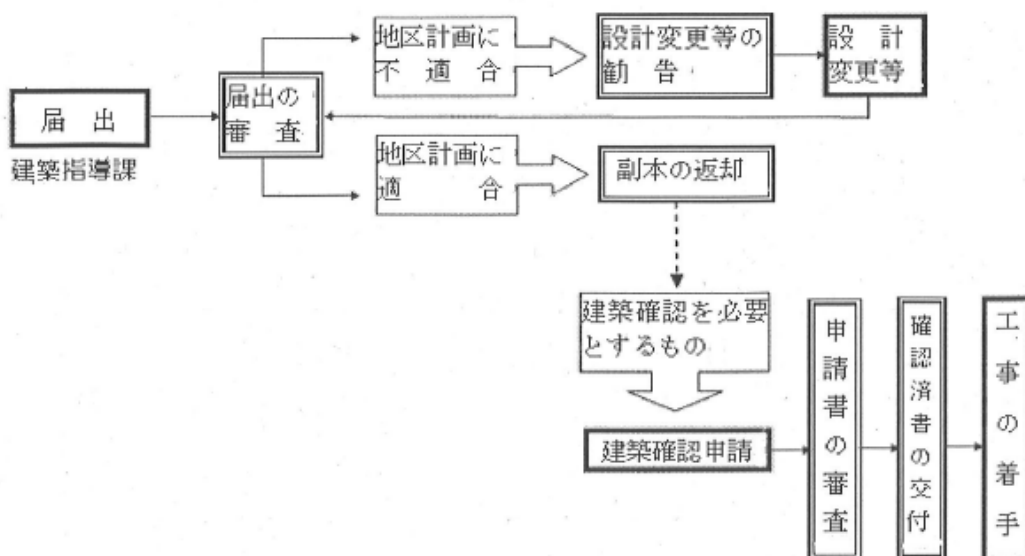 届出
建築指導課
届出の
審査
地区計画に
不適合
設計変更等の
勧告
設計
変更等
地区計画に
適合
副本の返却
建築確認を必要
とするもの
建築確認申請
申請書の審査
確認済書の交付
工事の着手